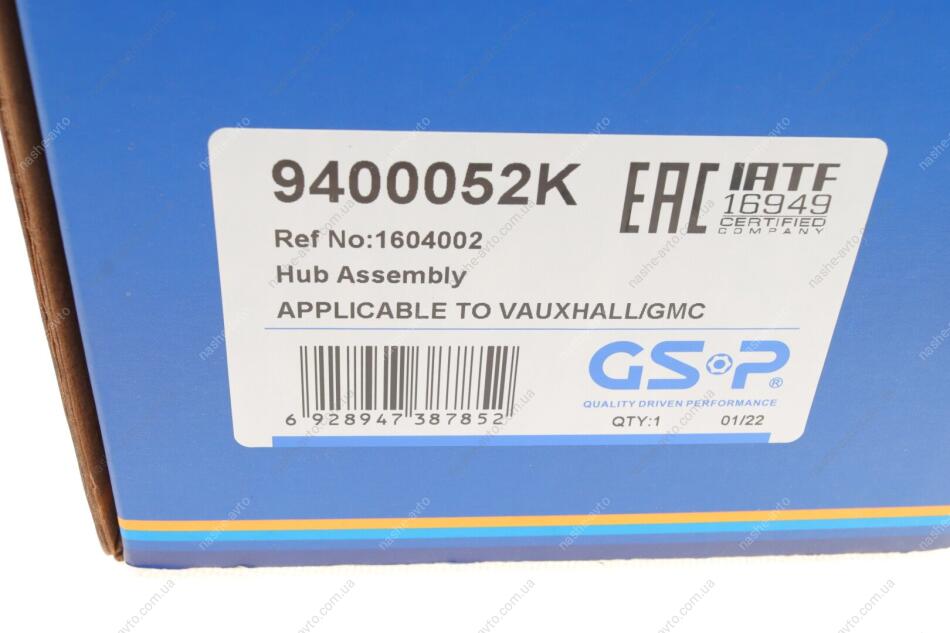 9400052K
EAC
IATF
16949
CERTIFIED
COMPANY
Ref No:1604002
Hub Assembly
APPLICABLE TO VAUXHALL/GMC
GSP®
QUALITY DRIVEN PERFORMANCE
6 928947 387852
QTY:1 01/22
nashe-avto.com.ua